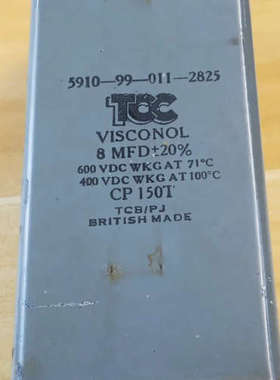 5910-99-011-2825
TCC
VISCONOL
8 MFD±20%
600 VDC WKG AT 71°C
400 VDC WKG AT 100°C
CP 150T
TCB/PJ
BRITISH MADE